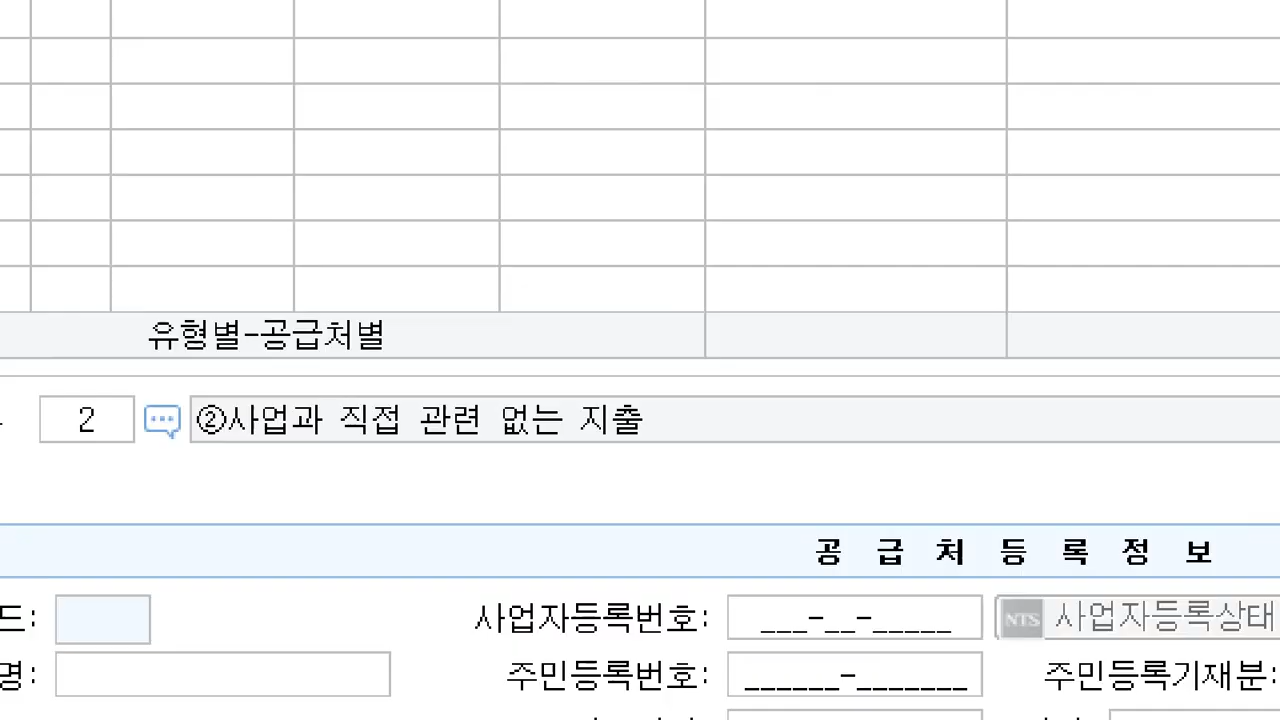 유형별-공급처별
2 ②사업과 직접 관련 없는 지출
공 급 처 등 록 정 보
드: 사업자등록번호: ___-__-_____ NTS 사업자등록상태
명: 주민등록번호: ______-_______ 주민등록기재분: